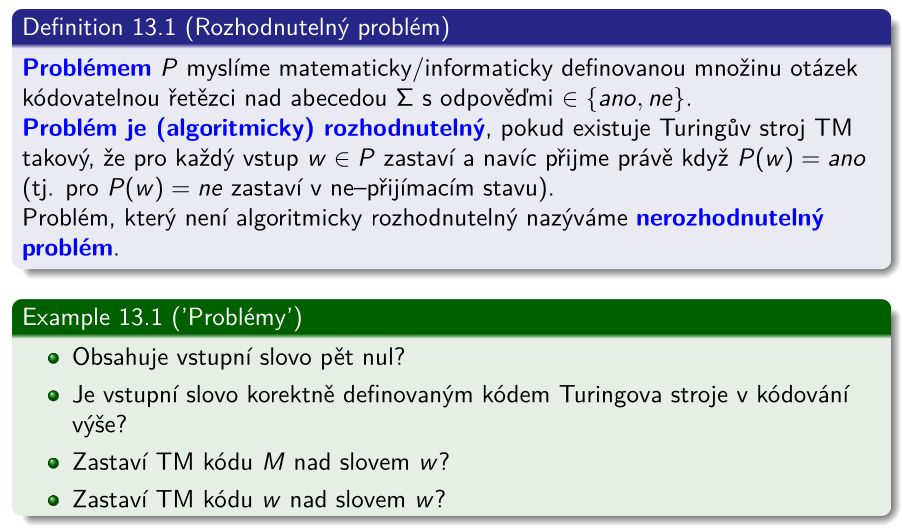 Definition 13.1 (Rozhodnutelný problém)
Problémem P myslíme matematicky/informaticky definovanou množinu otázek
kódovatelnou řetězci nad abecedou Σ s odpověďmi ∈ {ano, ne}.
Problém je (algoritmicky) rozhodnutelný, pokud existuje Turingův stroj TM
takový, že pro každý vstup w ∈ P zastaví a navíc přijme právě když P(w) = ano
(tj. pro P(w) = ne zastaví v ne–přijímacím stavu).
Problém, který není algoritmicky rozhodnutelný nazýváme nerozhodnutelný
problém.
Example 13.1 ('Problémy')
Obsahuje vstupní slovo pět nul?
Je vstupní slovo korektně definovaným kódem Turingova stroje v kódování
výše?
Zastaví TM kódu M nad slovem w?
Zastaví TM kódu w nad slovem w?